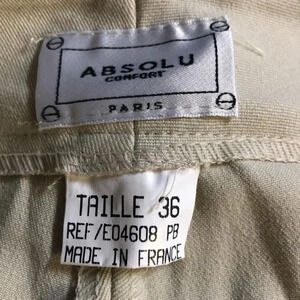 ABSOLU
CONFORT
PARIS
TAILLE 36
REF/E04608 PB
MADE IN FRANCE